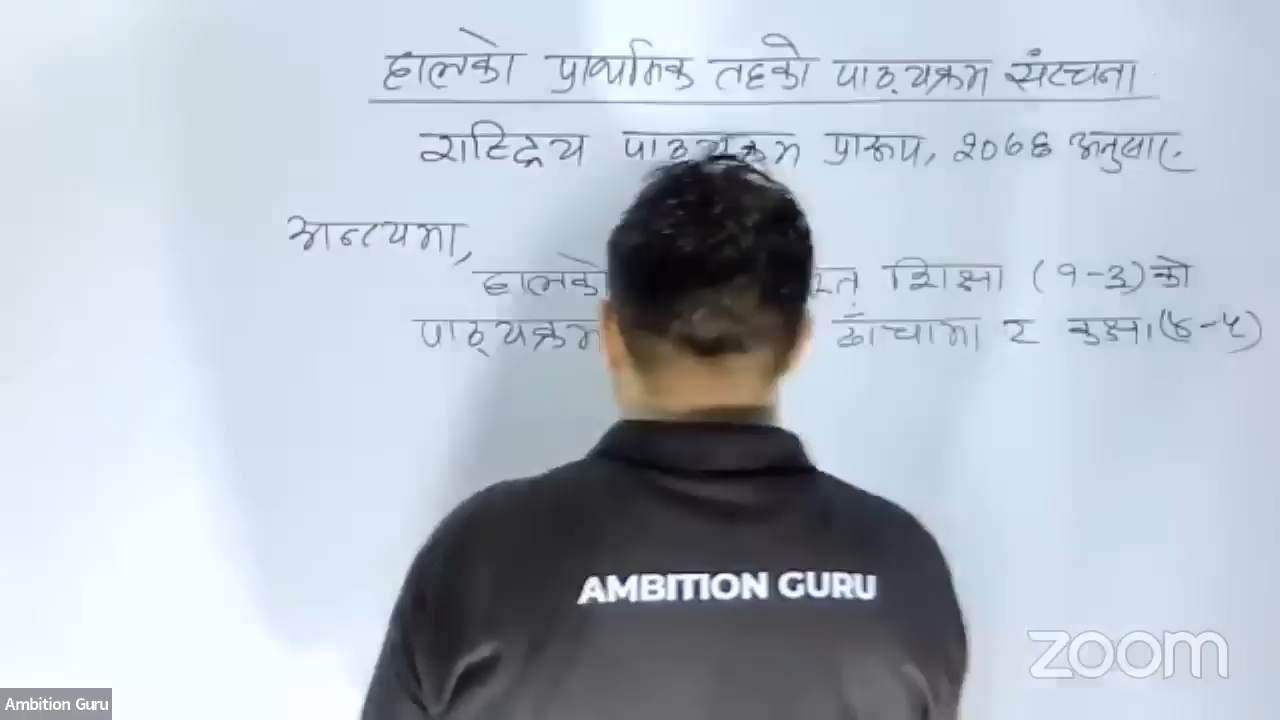 हालको प्राथमिक तहको पाठ्यक्रम संरचना
राष्ट्रिय पाठ्यक्रम प्रारूप, २०७६ अनुसार
अन्त्यमा,
हालको शिक्षा (१-३)को
पाठ्यक्रम ढाँचामा र कक्षा(४-५)
AMBITION GURU
zoom
Ambition Guru